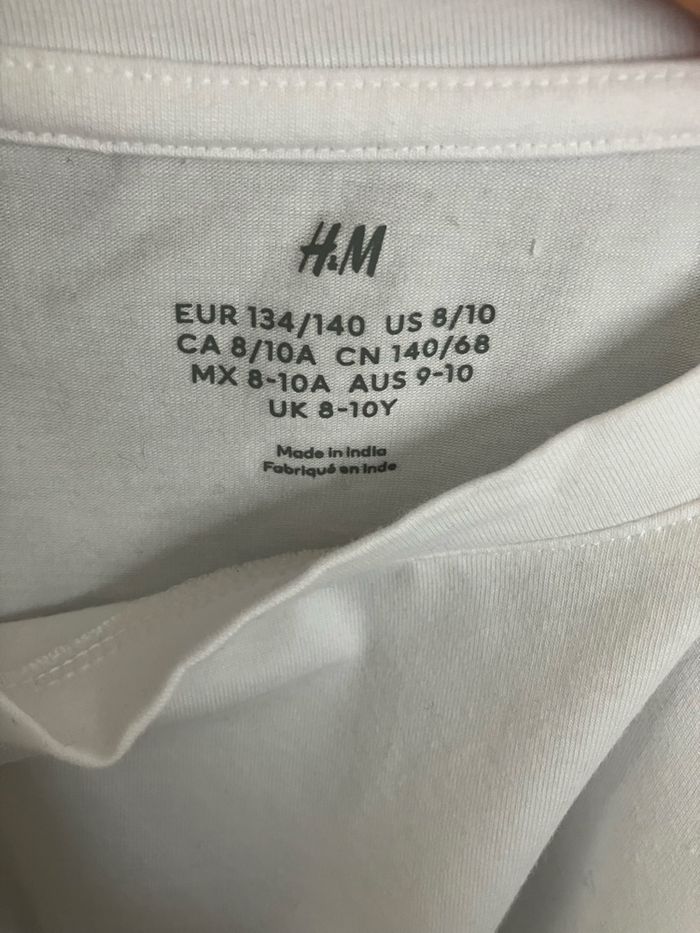 H&M
EUR 134/140 US 8/10
CA 8/10A CN 140/68
MX 8-10A AUS 9-10
UK 8-10Y
Made in India
Fabriqué en Inde